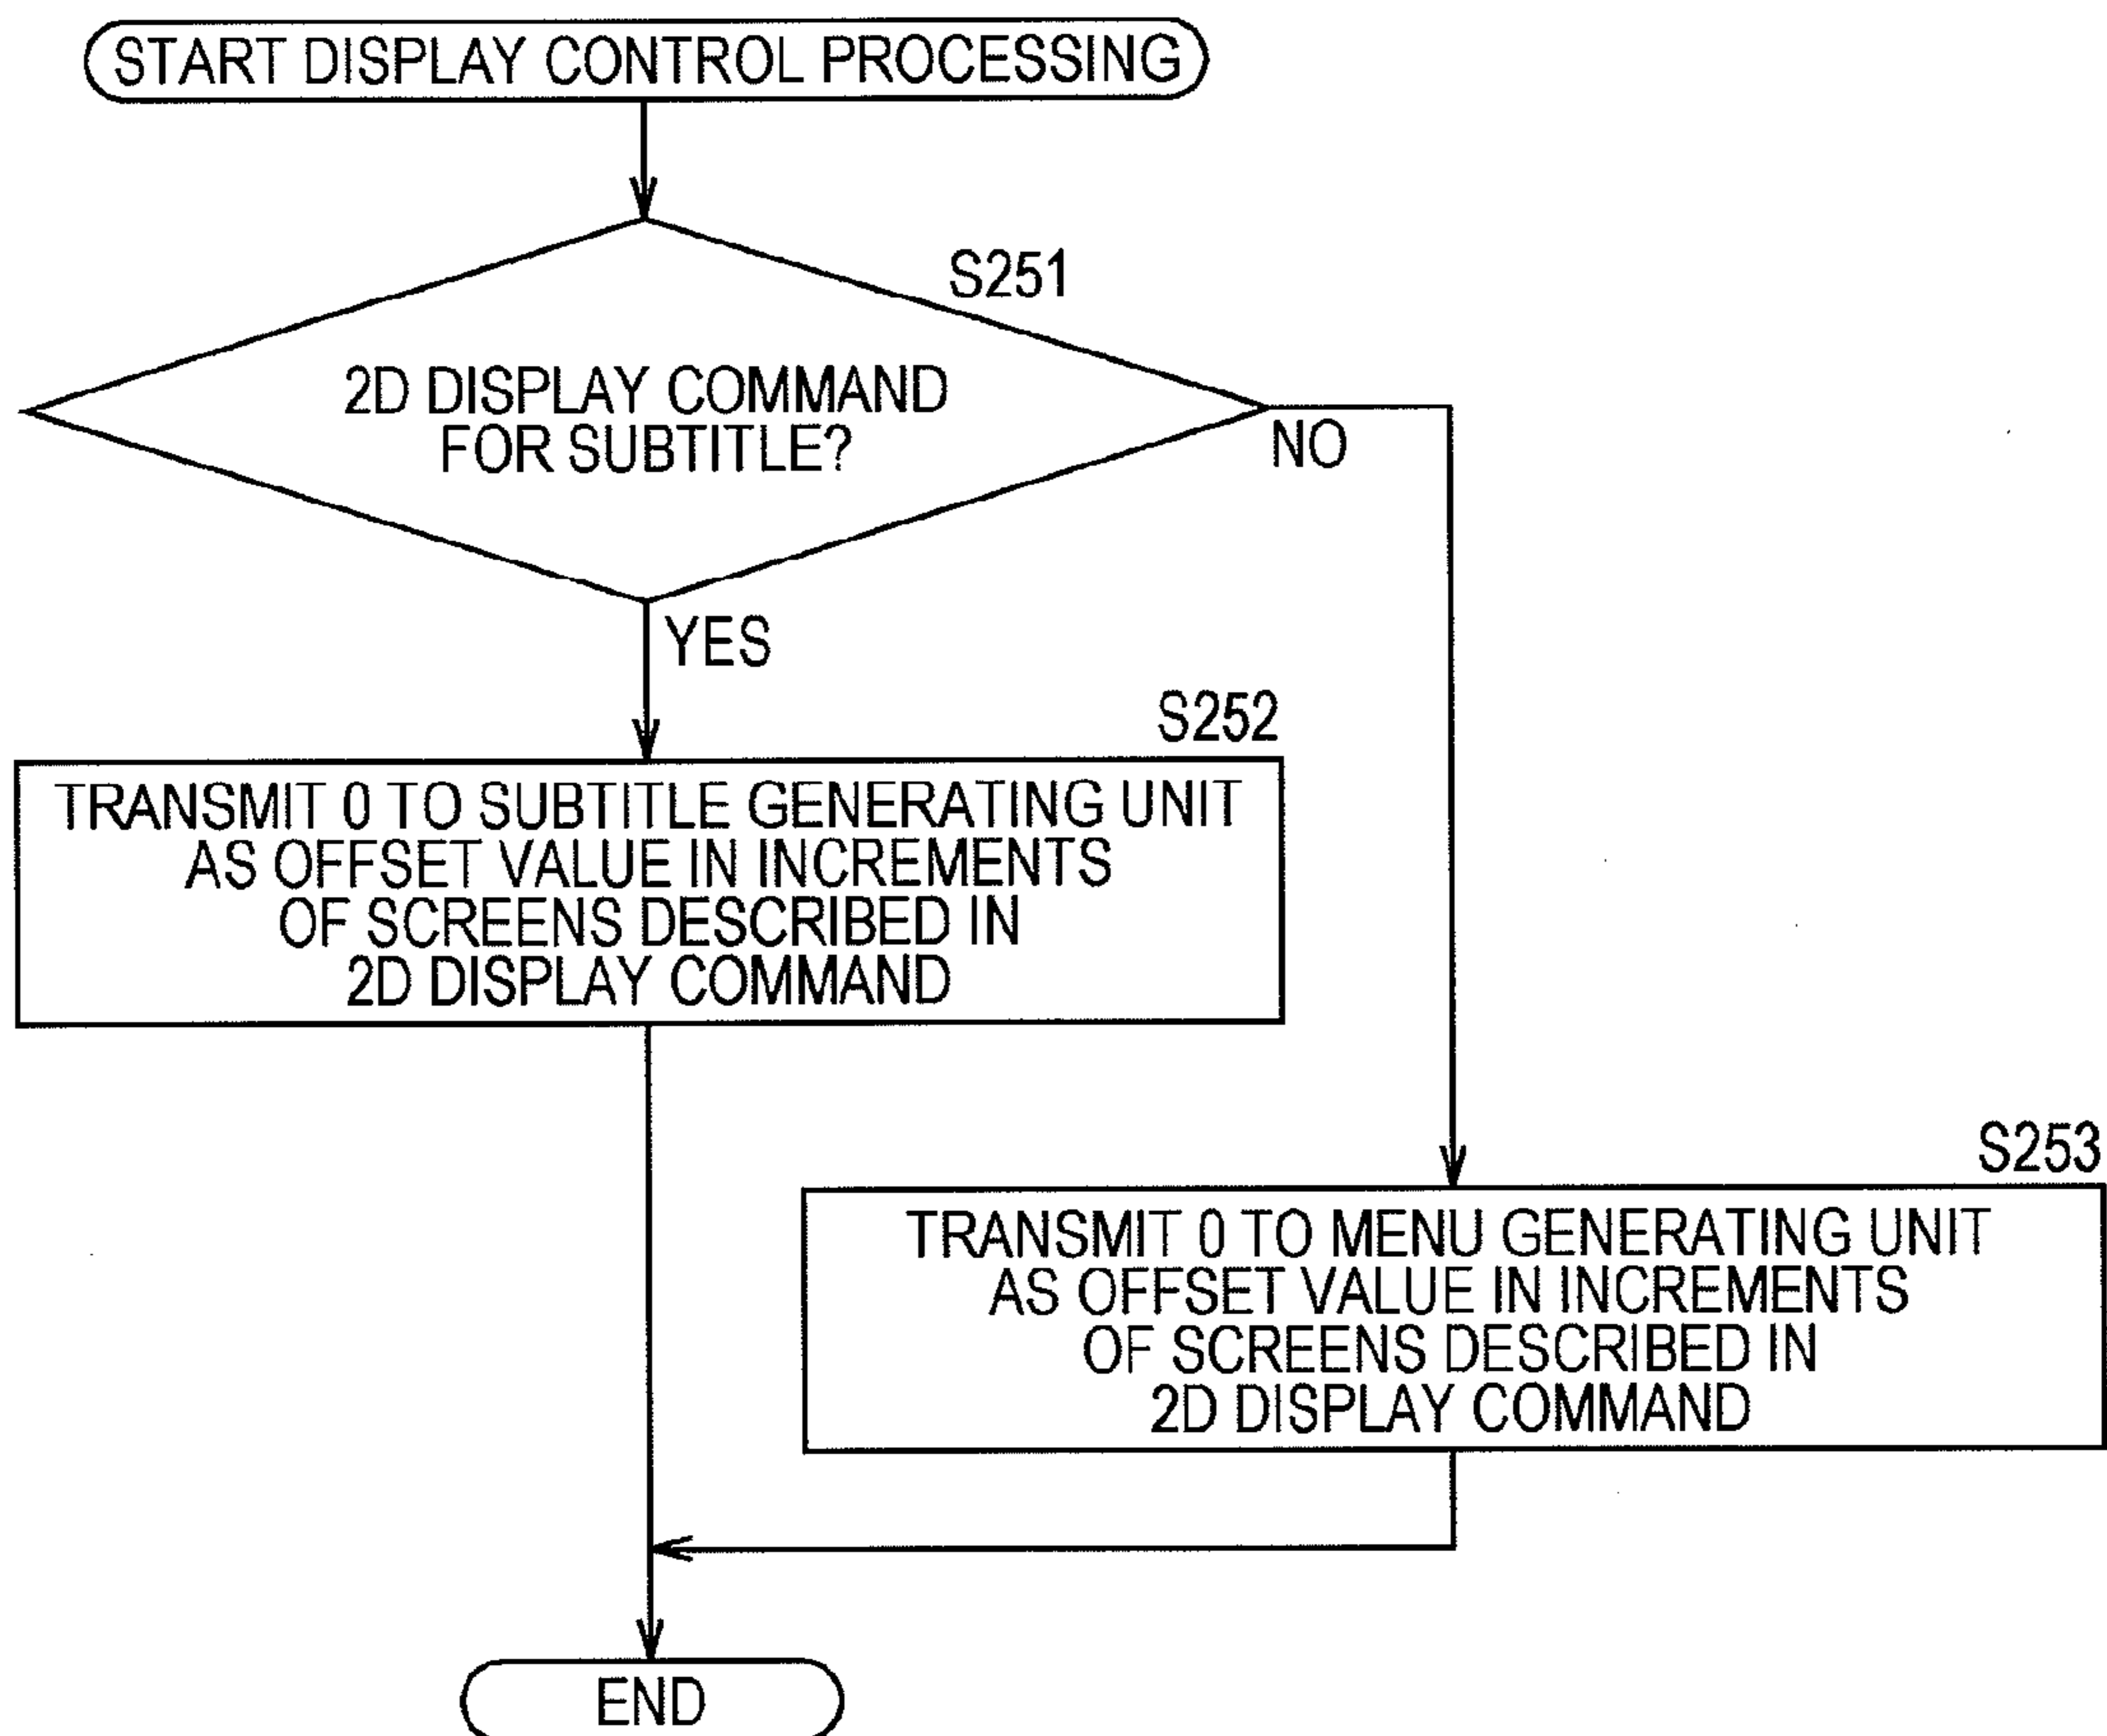 START DISPLAY CONTROL PROCESSING
S251
2D DISPLAY COMMAND
FOR SUBTITLE?
NO
YES
S252
TRANSMIT 0 TO SUBTITLE GENERATING UNIT
AS OFFSET VALUE IN INCREMENTS
OF SCREENS DESCRIBED IN
2D DISPLAY COMMAND
S253
TRANSMIT 0 TO MENU GENERATING UNIT
AS OFFSET VALUE IN INCREMENTS
OF SCREENS DESCRIBED IN
2D DISPLAY COMMAND
END